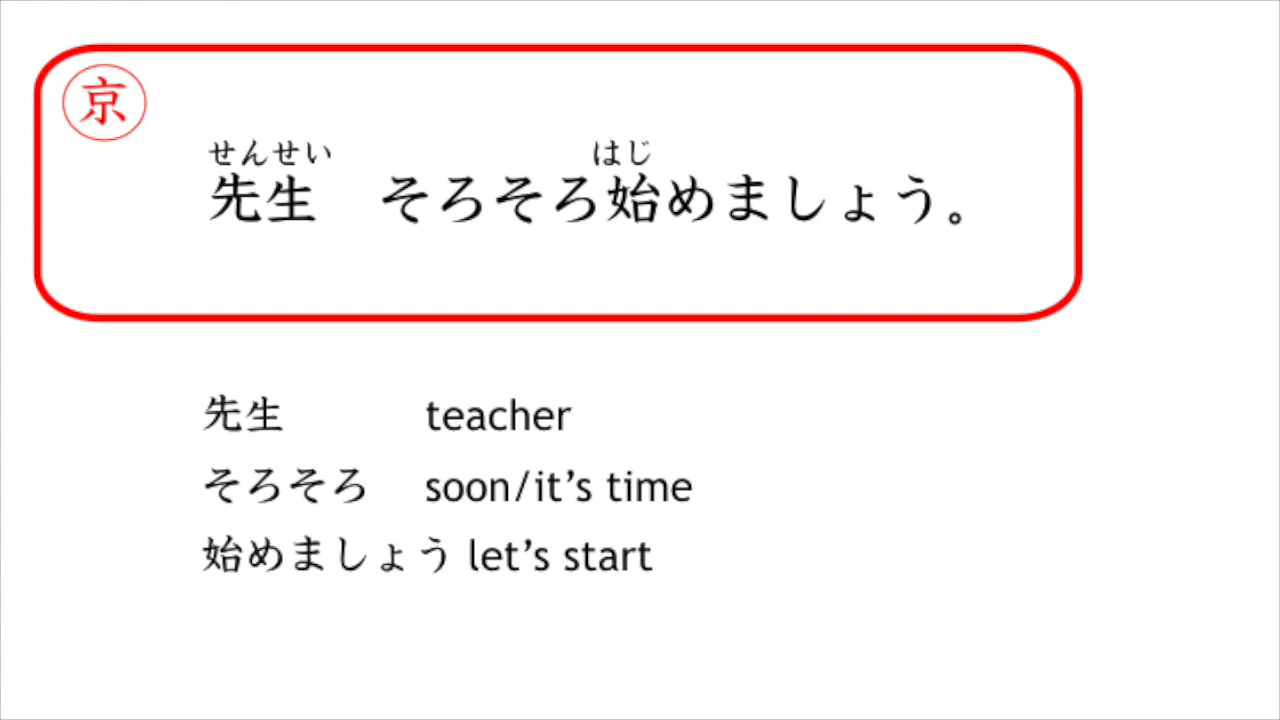 京
せんせい はじ
先生 そろそろ始めましょう。
先生 teacher
そろそろ soon/it’s time
始めましょう let’s start